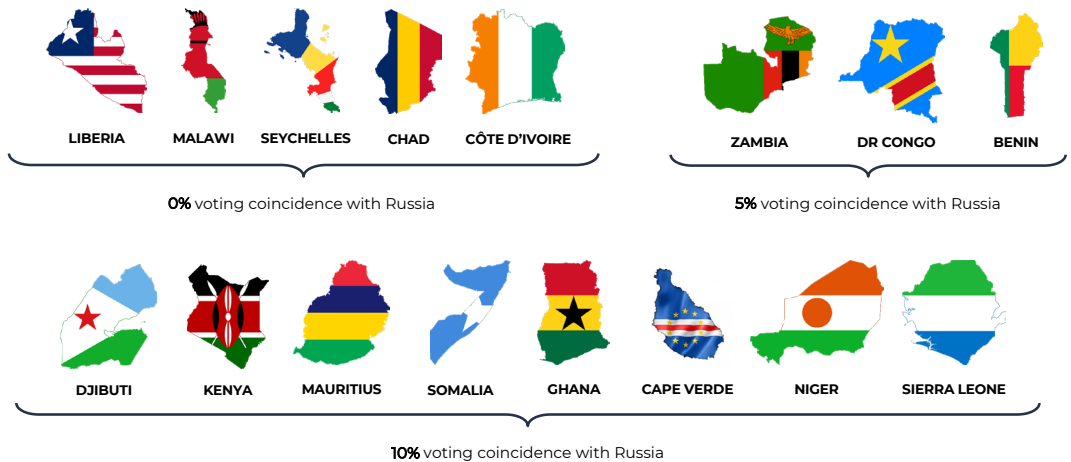 LIBERIA MALAWI SEYCHELLES CHAD CÔTE D'IVOIRE
0% voting coincidence with Russia
ZAMBIA DR CONGO BENIN
5% voting coincidence with Russia
DJIBUTI KENYA MAURITIUS SOMALIA GHANA CAPE VERDE NIGER SIERRA LEONE
10% voting coincidence with Russia